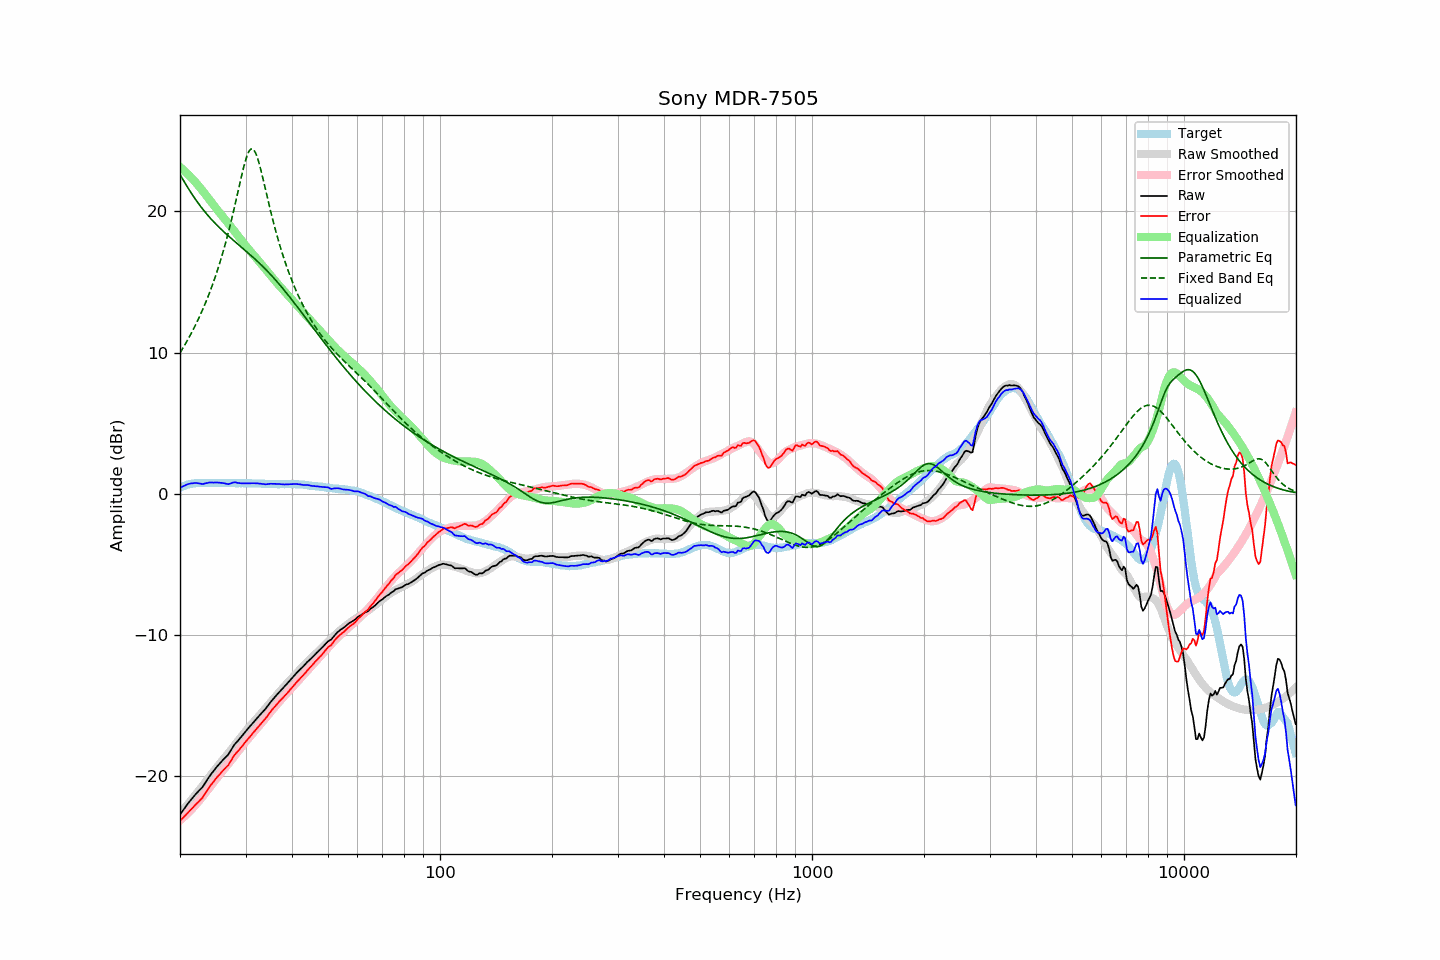 Sony MDR-7505
Target
Raw Smoothed
Error Smoothed
Raw
Error
Equalization
Parametric Eq
Fixed Band Eq
Equalized
Amplitude (dBr)
20
10
0
−10
−20
100
1000
10000
Frequency (Hz)